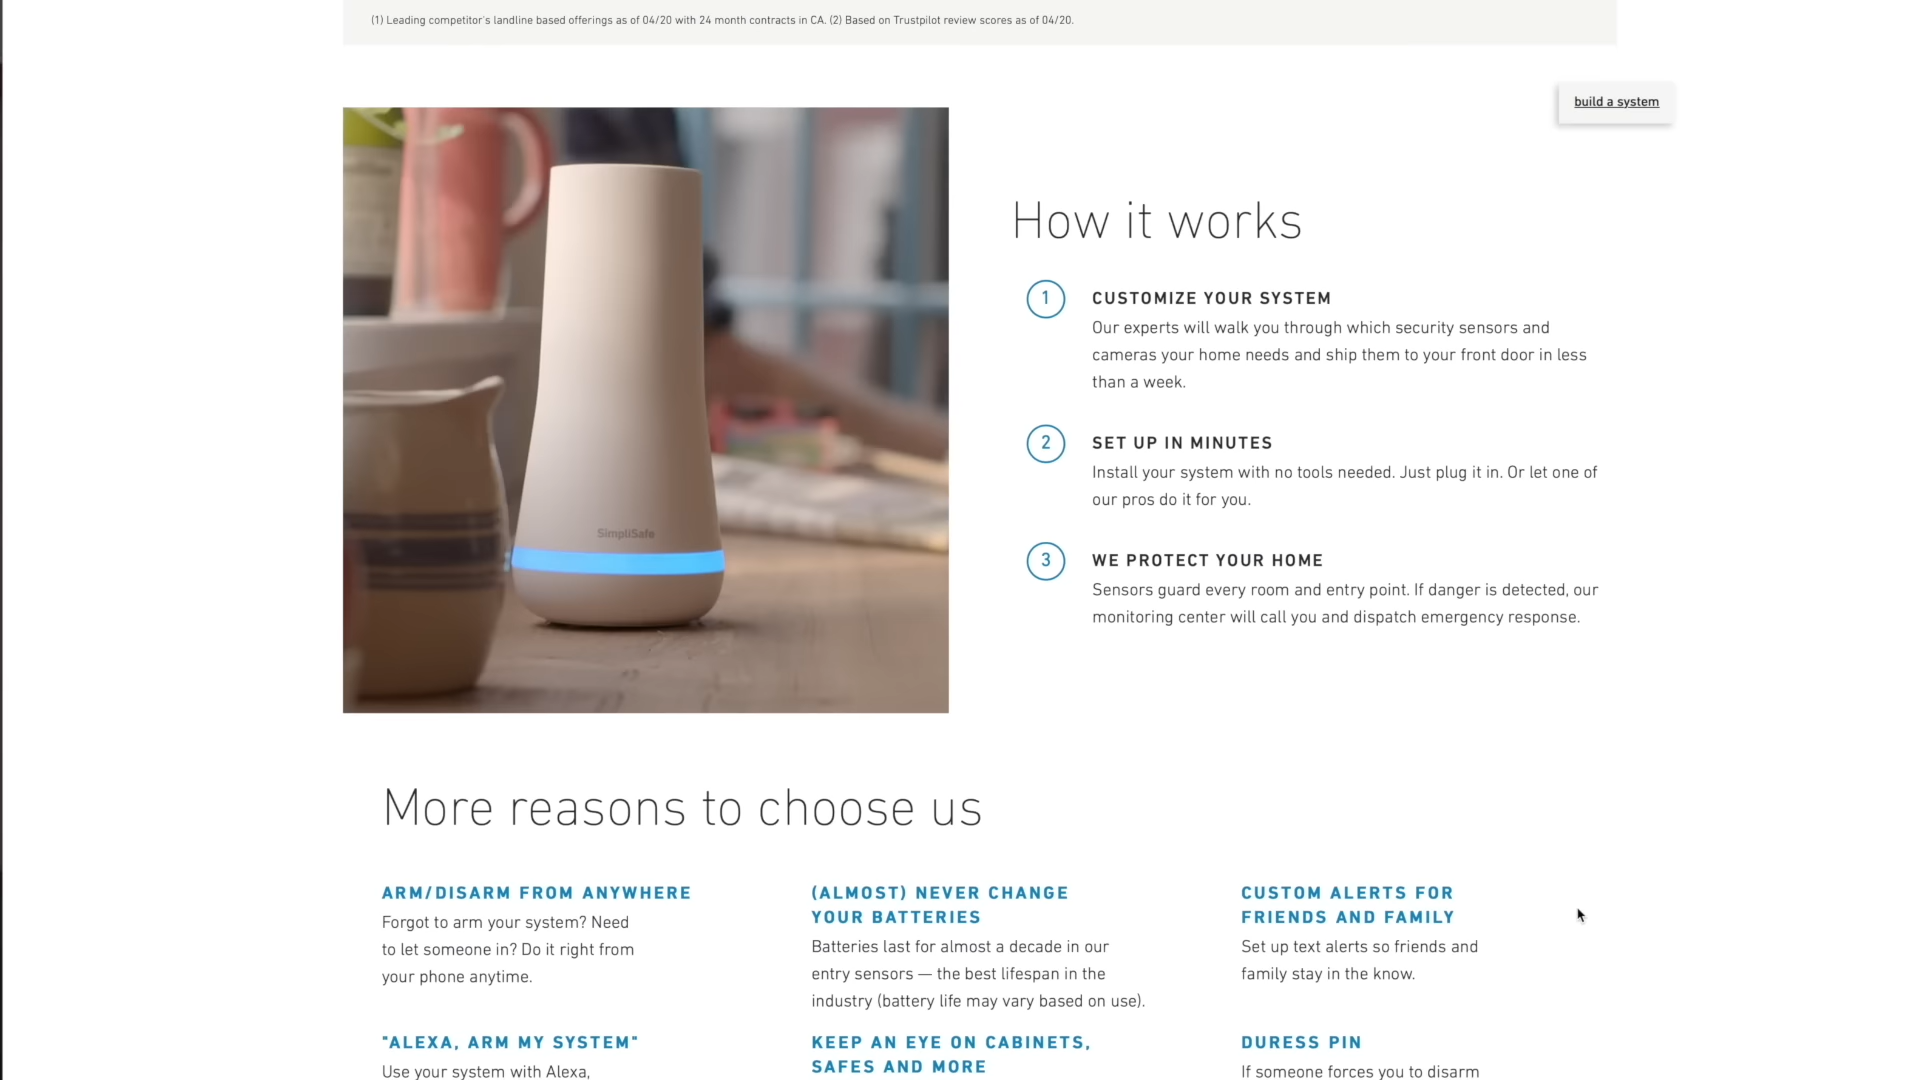 (1) Leading competitor's landline based offerings as of 04/20 with 24 month contracts in CA. (2) Based on Trustpilot review scores as of 04/20.
build a system
SimpliSafe
How it works
1 CUSTOMIZE YOUR SYSTEM
Our experts will walk you through which security sensors and
cameras your home needs and ship them to your front door in less
than a week.
2 SET UP IN MINUTES
Install your system with no tools needed. Just plug it in. Or let one of
our pros do it for you.
3 WE PROTECT YOUR HOME
Sensors guard every room and entry point. If danger is detected, our
monitoring center will call you and dispatch emergency response.
More reasons to choose us
ARM/DISARM FROM ANYWHERE
Forgot to arm your system? Need
to let someone in? Do it right from
your phone anytime.
(ALMOST) NEVER CHANGE
YOUR BATTERIES
Batteries last for almost a decade in our
entry sensors — the best lifespan in the
industry (battery life may vary based on use).
CUSTOM ALERTS FOR
FRIENDS AND FAMILY
Set up text alerts so friends and
family stay in the know.
"ALEXA, ARM MY SYSTEM"
Use your system with Alexa,
KEEP AN EYE ON CABINETS,
SAFES AND MORE
DURESS PIN
If someone forces you to disarm